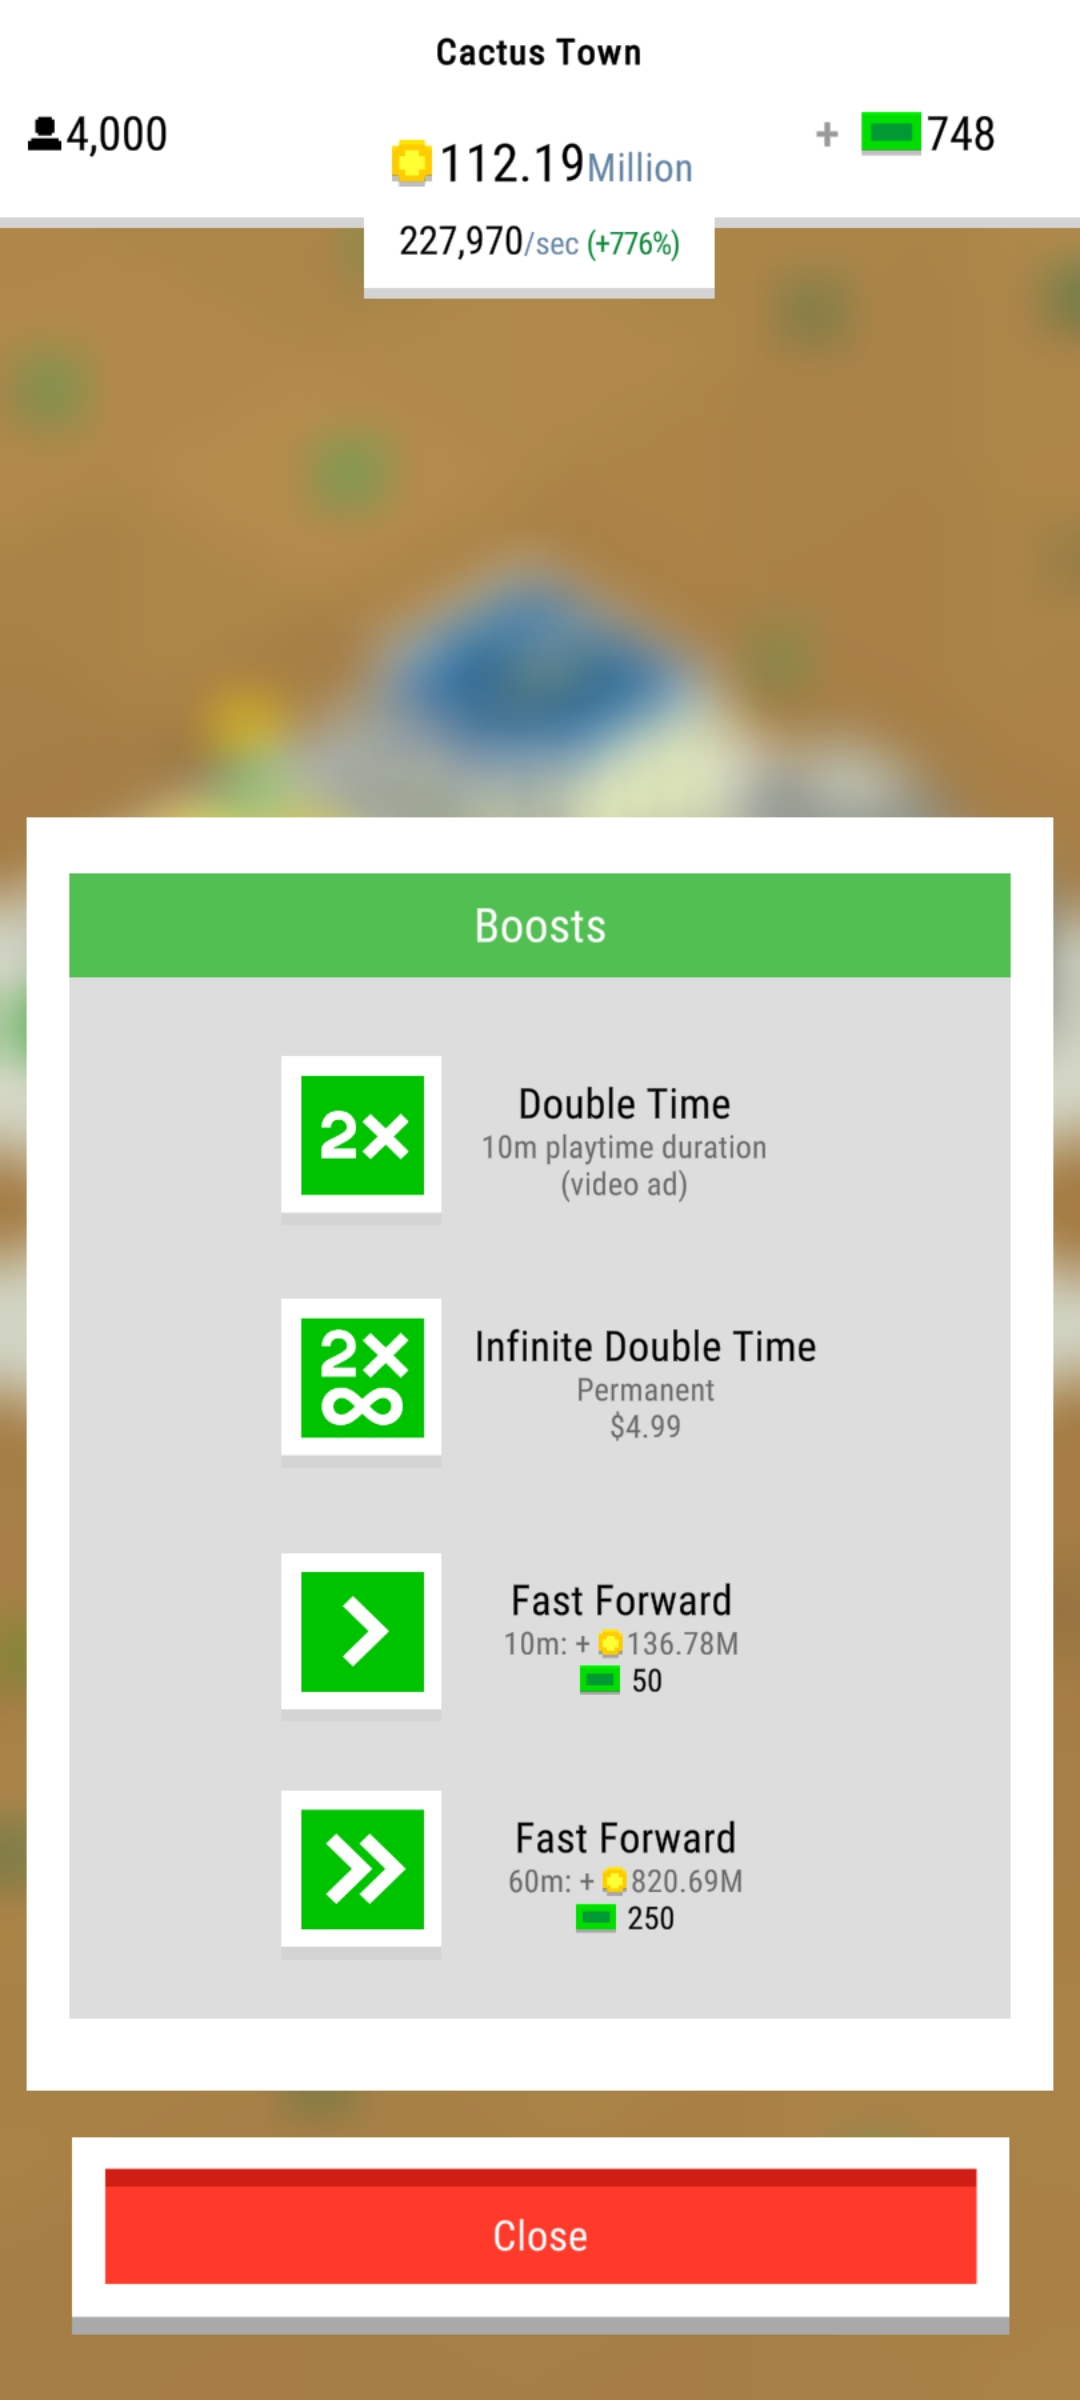 Cactus Town
4,000
112.19Million
+ 748
227,970/sec (+776%)
Boosts
2×
Double Time
10m playtime duration
(video ad)
2×
∞
Infinite Double Time
Permanent
$4.99
Fast Forward
10m: + 136.78M
50
Fast Forward
60m: + 820.69M
250
Close